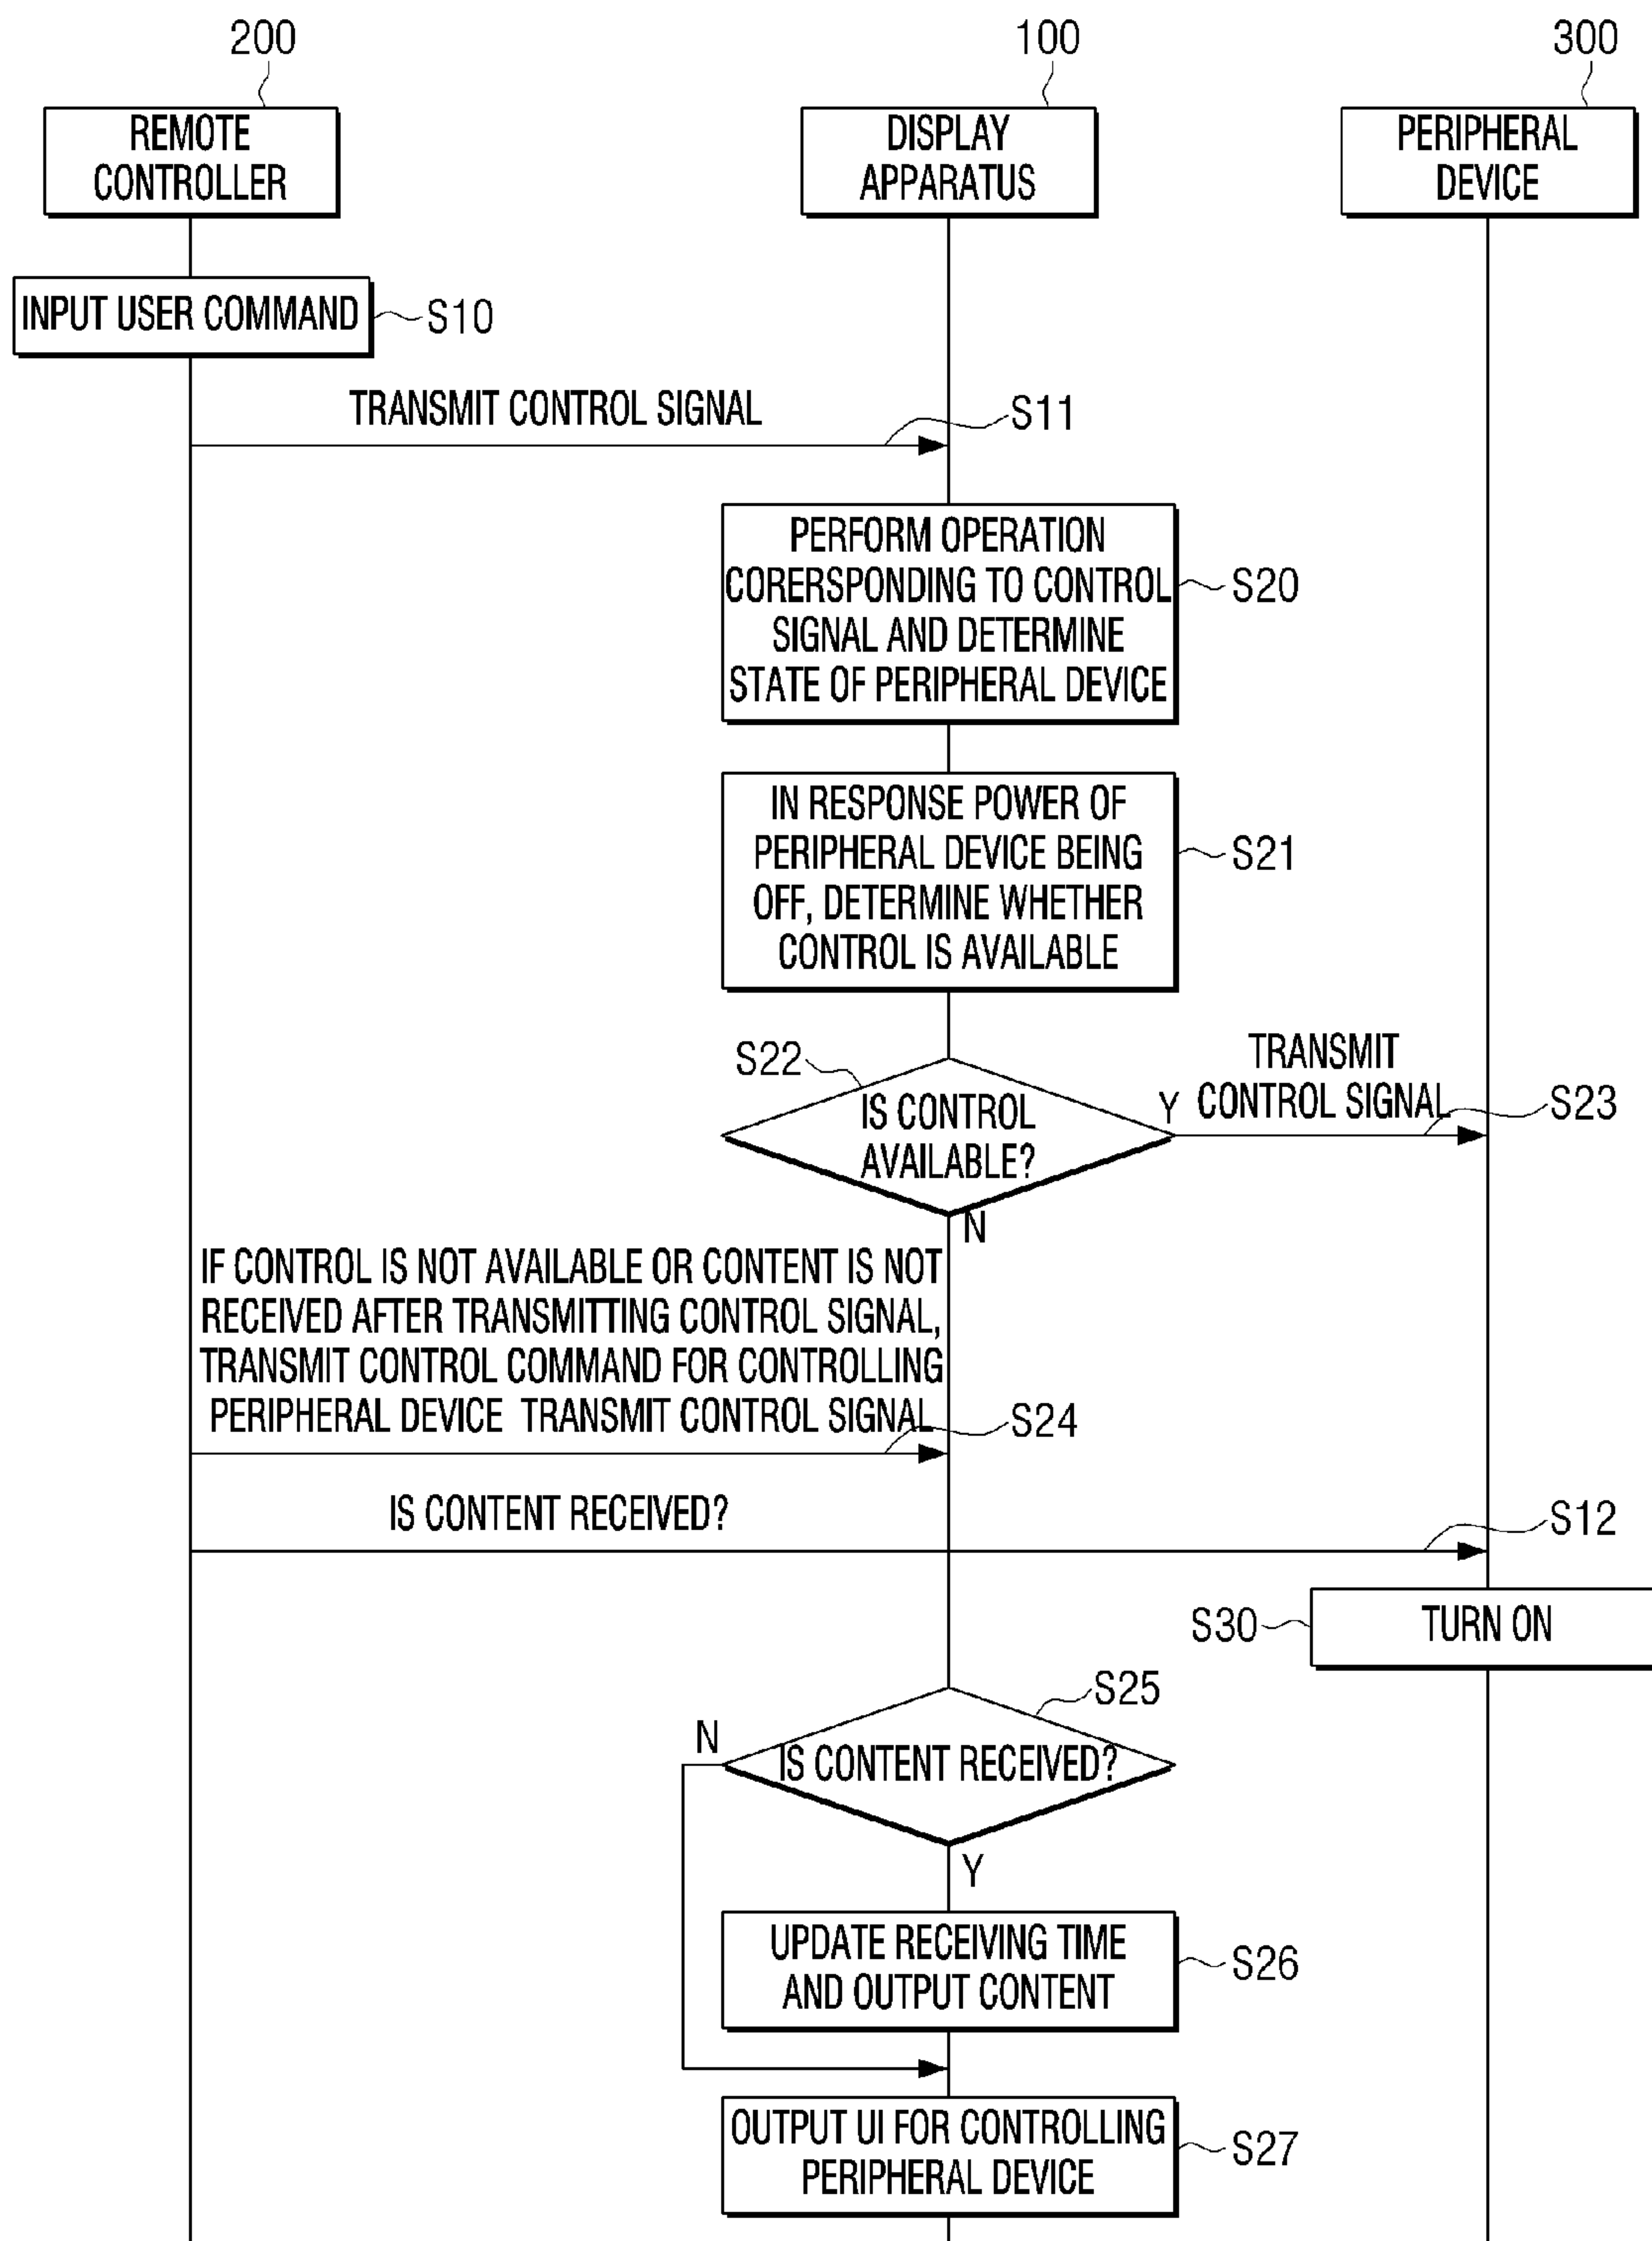 200
100
300
REMOTE
CONTROLLER
DISPLAY
APPARATUS
PERIPHERAL
DEVICE
INPUT USER COMMAND
S10
TRANSMIT CONTROL SIGNAL
S11
PERFORM OPERATION
CORERSPONDING TO CONTROL
SIGNAL AND DETERMINE
STATE OF PERIPHERAL DEVICE
S20
IN RESPONSE POWER OF
PERIPHERAL DEVICE BEING
OFF, DETERMINE WHETHER
CONTROL IS AVAILABLE
S21
S22
IS CONTROL
AVAILABLE?
Y
TRANSMIT
CONTROL SIGNAL
S23
N
IF CONTROL IS NOT AVAILABLE OR CONTENT IS NOT
RECEIVED AFTER TRANSMITTING CONTROL SIGNAL,
TRANSMIT CONTROL COMMAND FOR CONTROLLING
PERIPHERAL DEVICE TRANSMIT CONTROL SIGNAL
S24
IS CONTENT RECEIVED?
S12
S30
TURN ON
S25
N
IS CONTENT RECEIVED?
Y
UPDATE RECEIVING TIME
AND OUTPUT CONTENT
S26
OUTPUT UI FOR CONTROLLING
PERIPHERAL DEVICE
S27